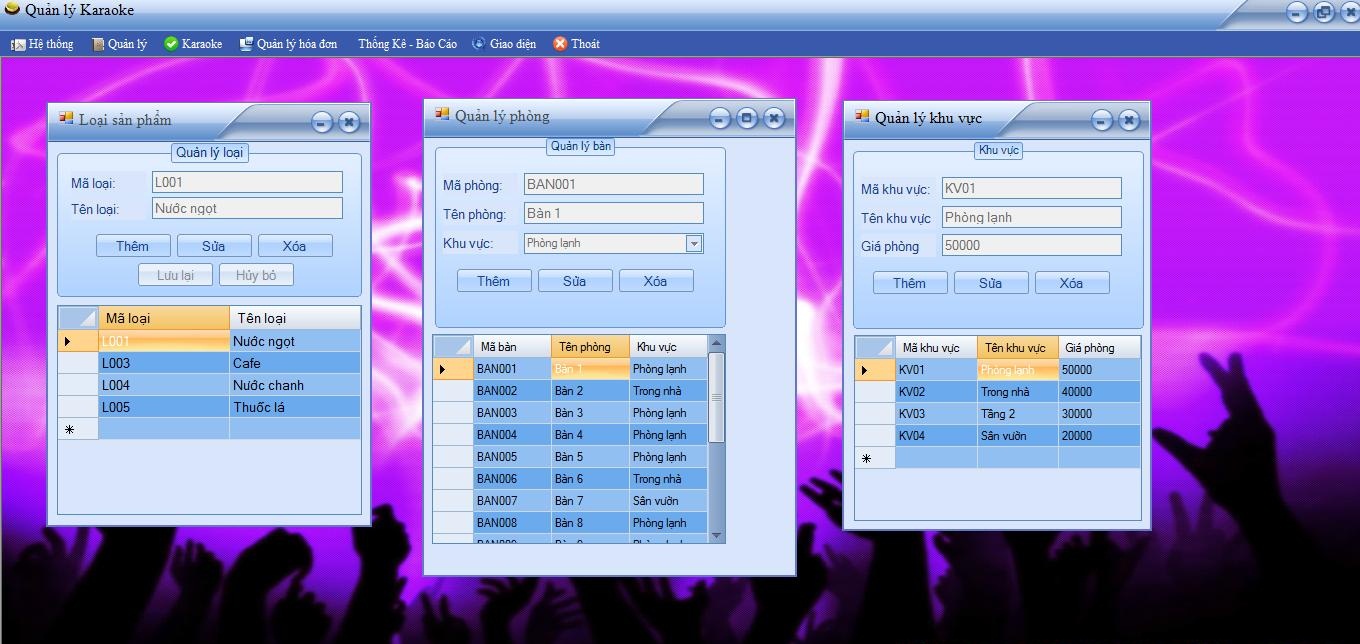 Quản lý Karaoke
Hệ thống Quản lý Karaoke Quản lý hóa đơn Thống Kê - Báo Cáo Giao diện Thoát
Loại sản phẩm
Quản lý loại
Mã loại: L001
Tên loại: Nước ngọt
Thêm Sửa Xóa
Lưu lại Hủy bỏ
Mã loại Tên loại
L001 Nước ngọt
L003 Cafe
L004 Nước chanh
L005 Thuốc lá
Quản lý phòng
Quản lý bàn
Mã phòng: BAN001
Tên phòng: Bàn 1
Khu vực: Phòng lạnh
Thêm Sửa Xóa
Mã bàn Tên phòng Khu vực
BAN001 Bàn 1 Phòng lạnh
BAN002 Bàn 2 Trong nhà
BAN003 Bàn 3 Phòng lạnh
BAN004 Bàn 4 Phòng lạnh
BAN005 Bàn 5 Phòng lạnh
BAN006 Bàn 6 Trong nhà
BAN007 Bàn 7 Sân vườn
BAN008 Bàn 8 Phòng lạnh
Quản lý khu vực
Khu vực
Mã khu vực: KV01
Tên khu vực Phòng lạnh
Giá phòng 50000
Thêm Sửa Xóa
Mã khu vực Tên khu vực Giá phòng
KV01 Phòng lạnh 50000
KV02 Trong nhà 40000
KV03 Tầng 2 30000
KV04 Sân vườn 20000